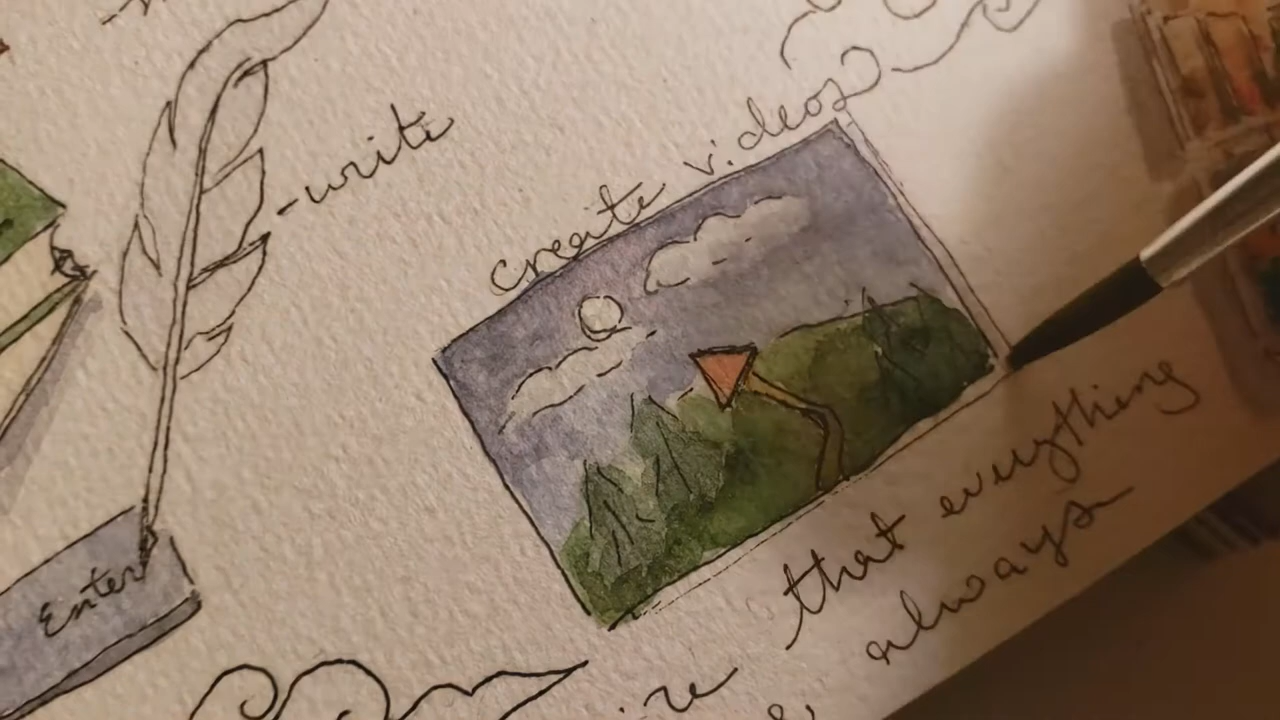 -write
create videos
Enter
that everything
always